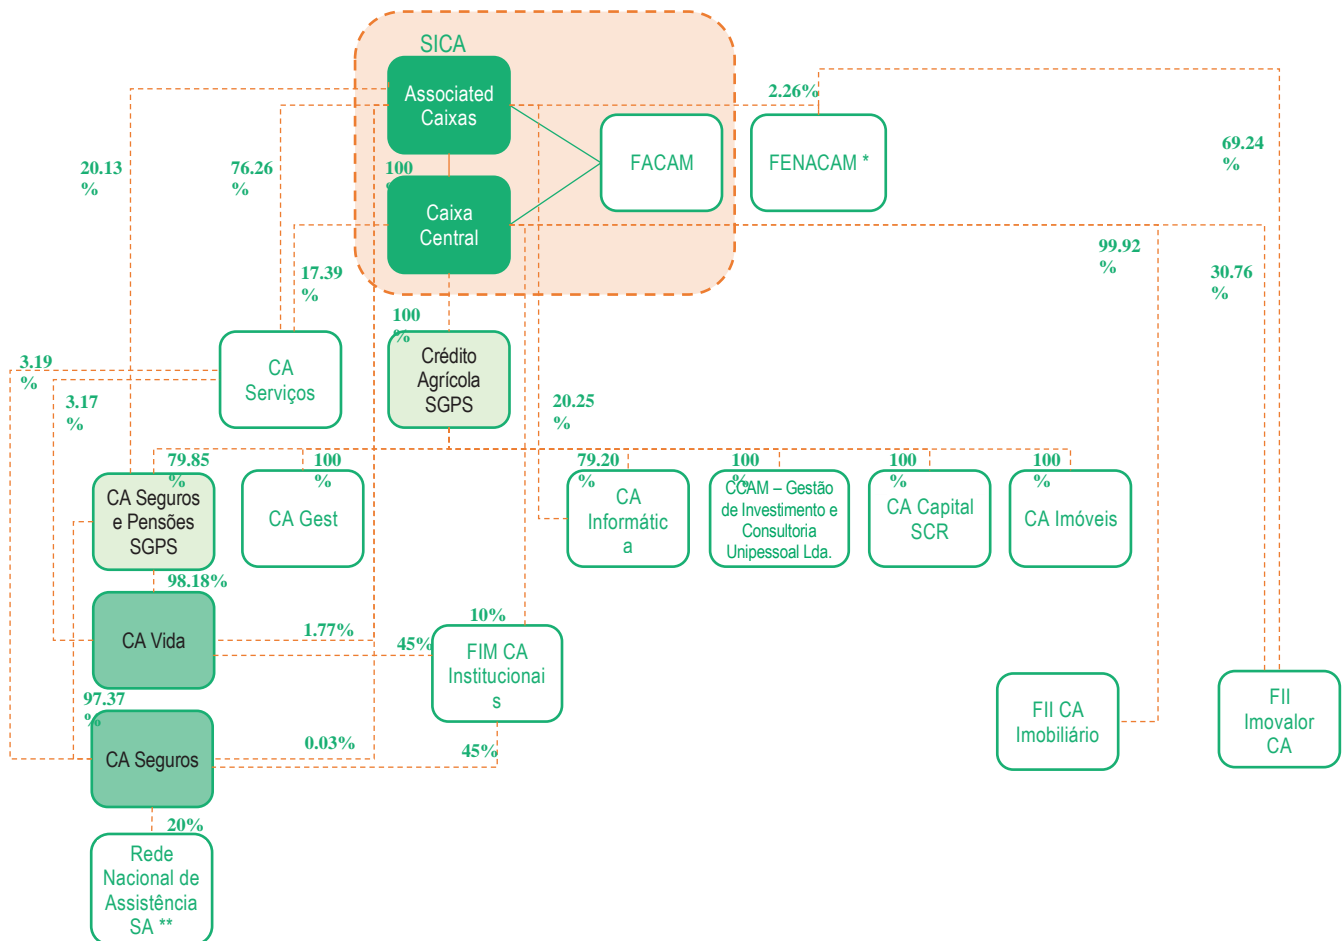 SICA
Associated
Caixas
2.26%
FACAM
FENACAM *
69.24
%
20.13
%
76.26
%
100
%
Caixa
Central
99.92
%
30.76
%
17.39
%
100
%
CA
Serviços
Crédito
Agrícola
SGPS
3.19
%
3.17
%
20.25
%
79.85
%
100
%
79.20
%
100
%
100
%
100
%
CA Seguros
e Pensões
SGPS
CA Gest
CA
Informátic
a
CCAM – Gestão
de Investimento e
Consultoria
Unipessoal Lda.
CA Capital
SCR
CA Imóveis
98.18%
CA Vida
1.77%
45%
10%
FIM CA
Institucionai
s
97.37
%
CA Seguros
0.03%
45%
FII CA
Imobiliário
FII
Imovalor
CA
20%
Rede
Nacional de
Assistência
SA **